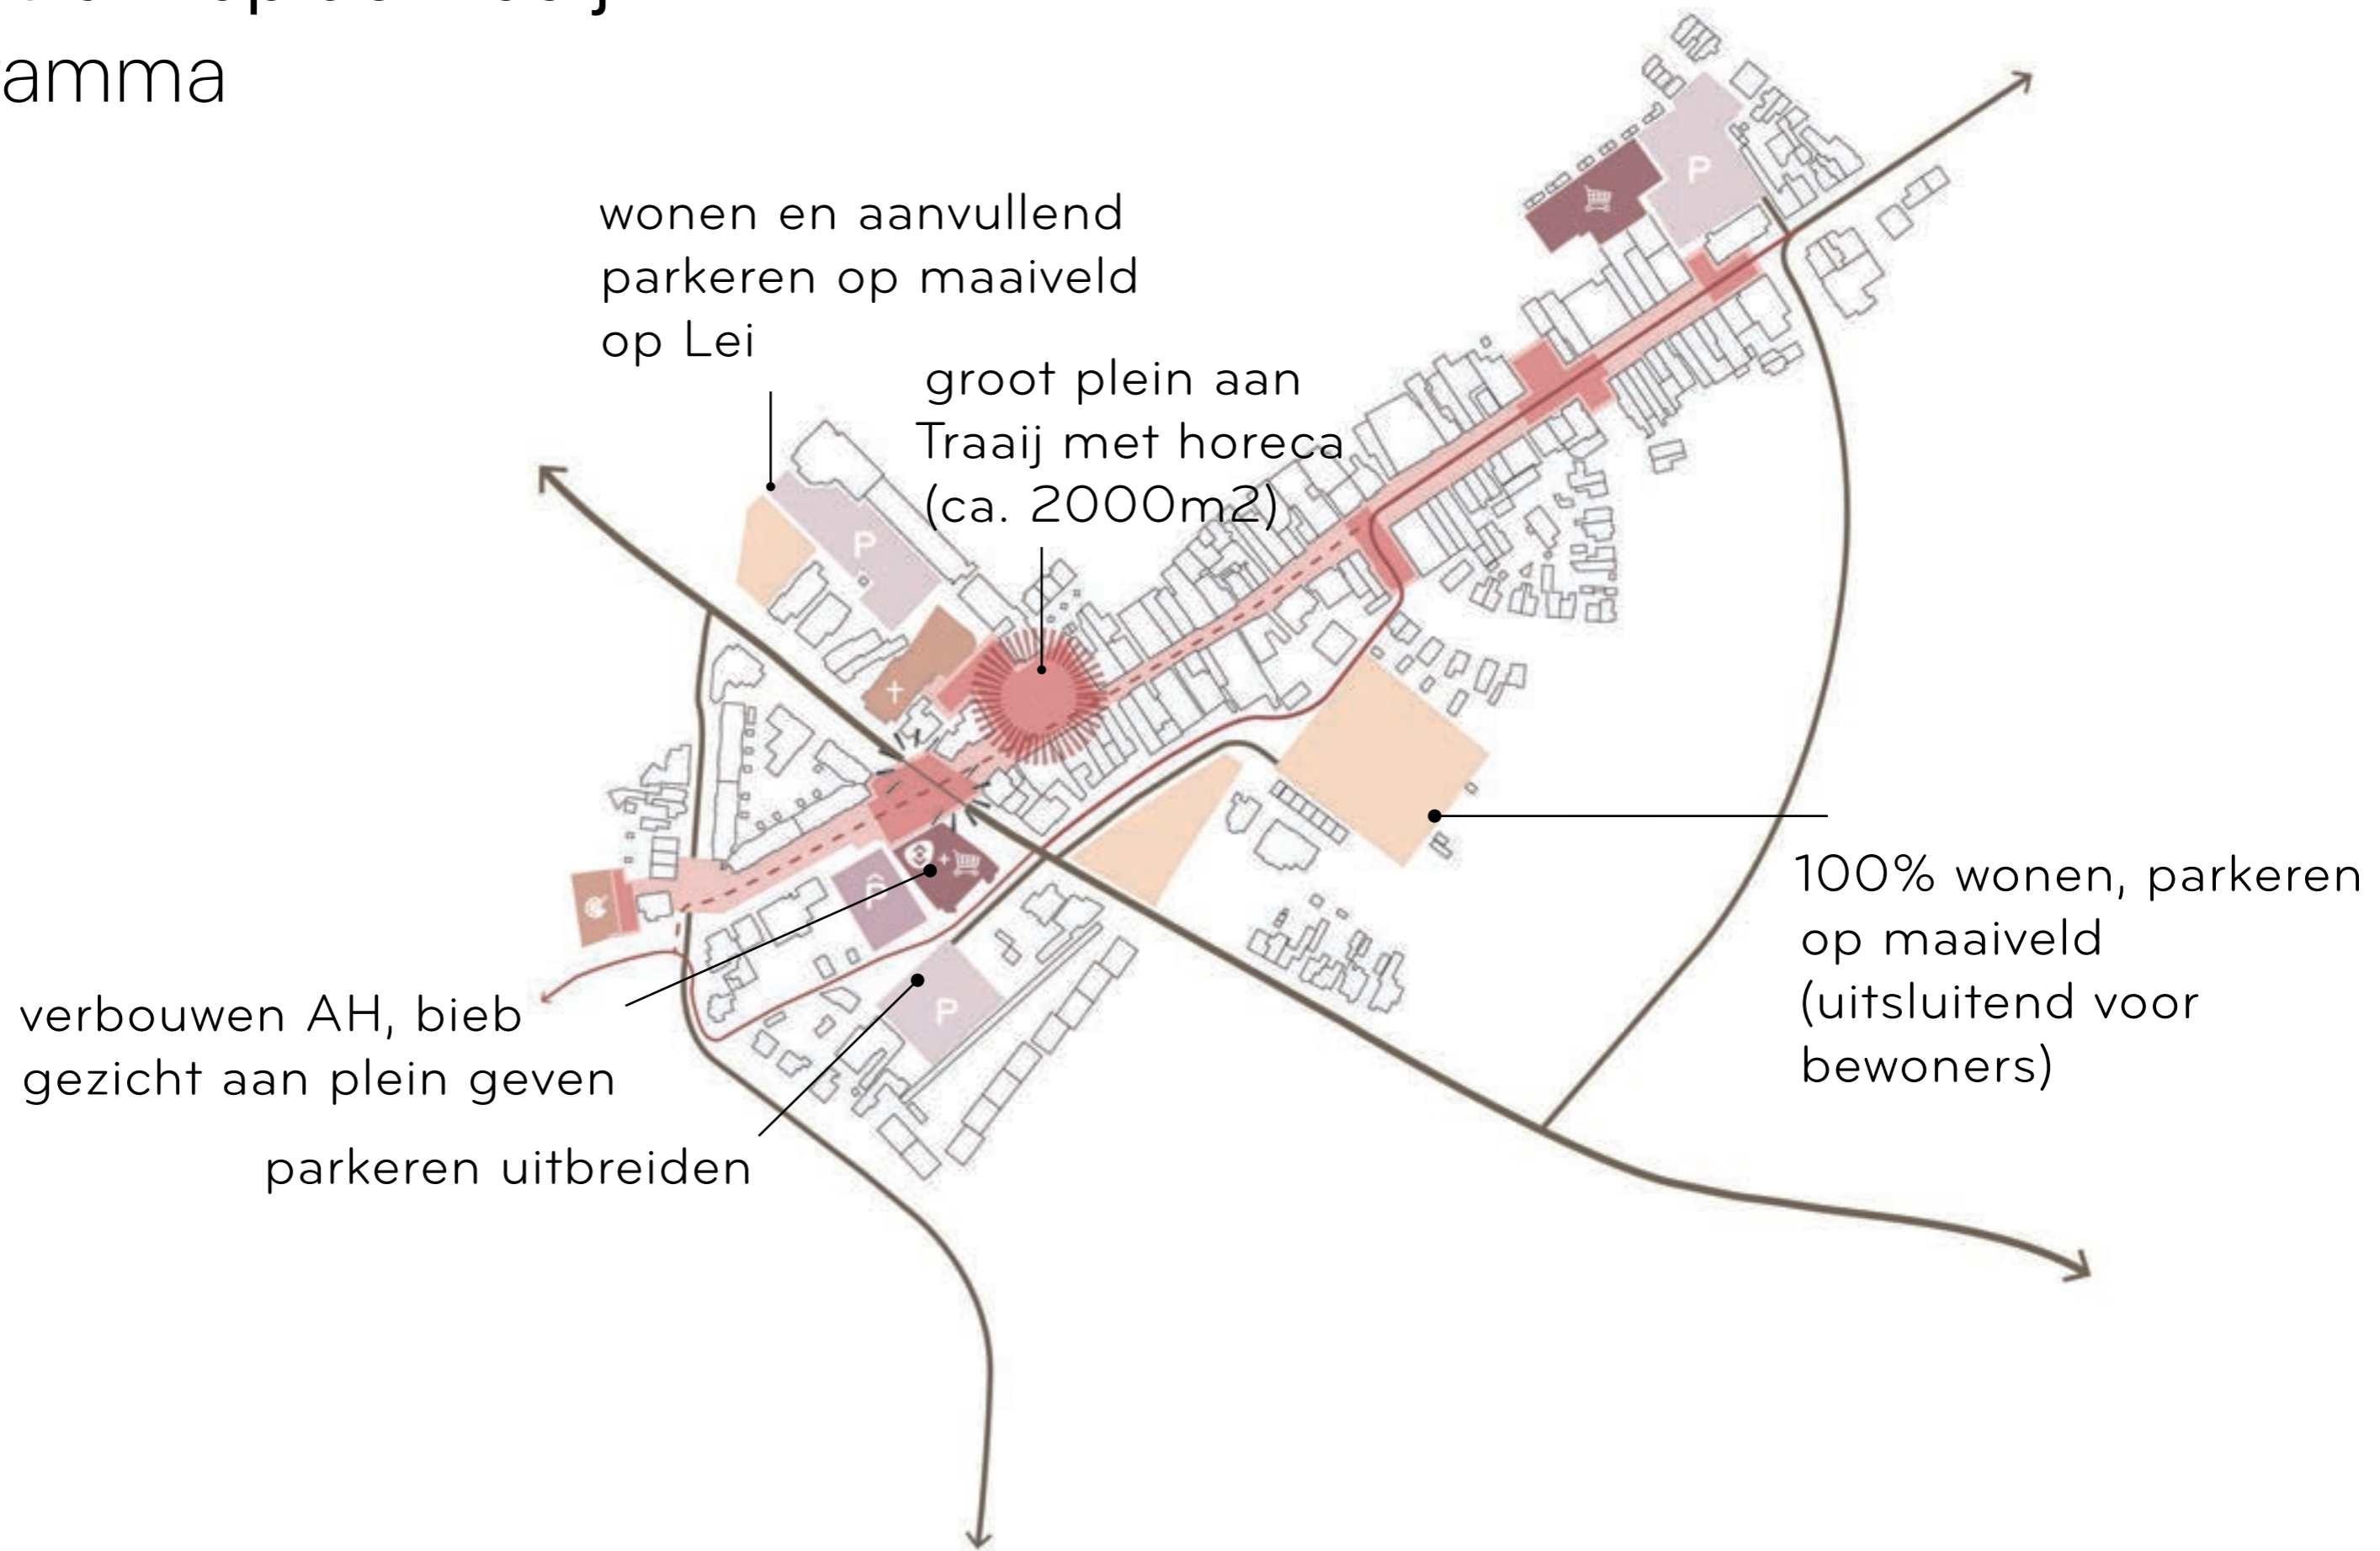 amma
wonen en aanvullend
parkeren op maaiveld
op Lei
groot plein aan
Traaij met horeca
(ca. 2000m2)
P
P
P
P
100% wonen, parkeren
op maaiveld
(uitsluitend voor
bewoners)
verbouwen AH, bieb
gezicht aan plein geven
parkeren uitbreiden